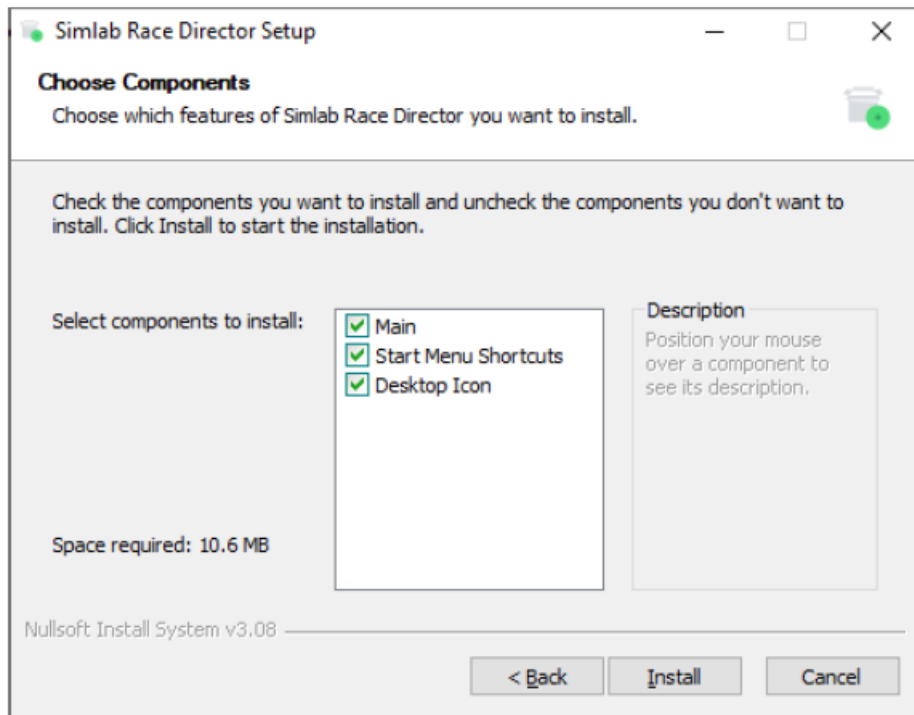 Simlab Race Director Setup
Choose Components
Choose which features of Simlab Race Director you want to install.
Check the components you want to install and uncheck the components you don't want to
install. Click Install to start the installation.
Select components to install:
Main
Start Menu Shortcuts
Desktop Icon
Description
Position your mouse
over a component to
see its description.
Space required: 10.6 MB
Nullsoft Install System v3.08
< Back
Install
Cancel